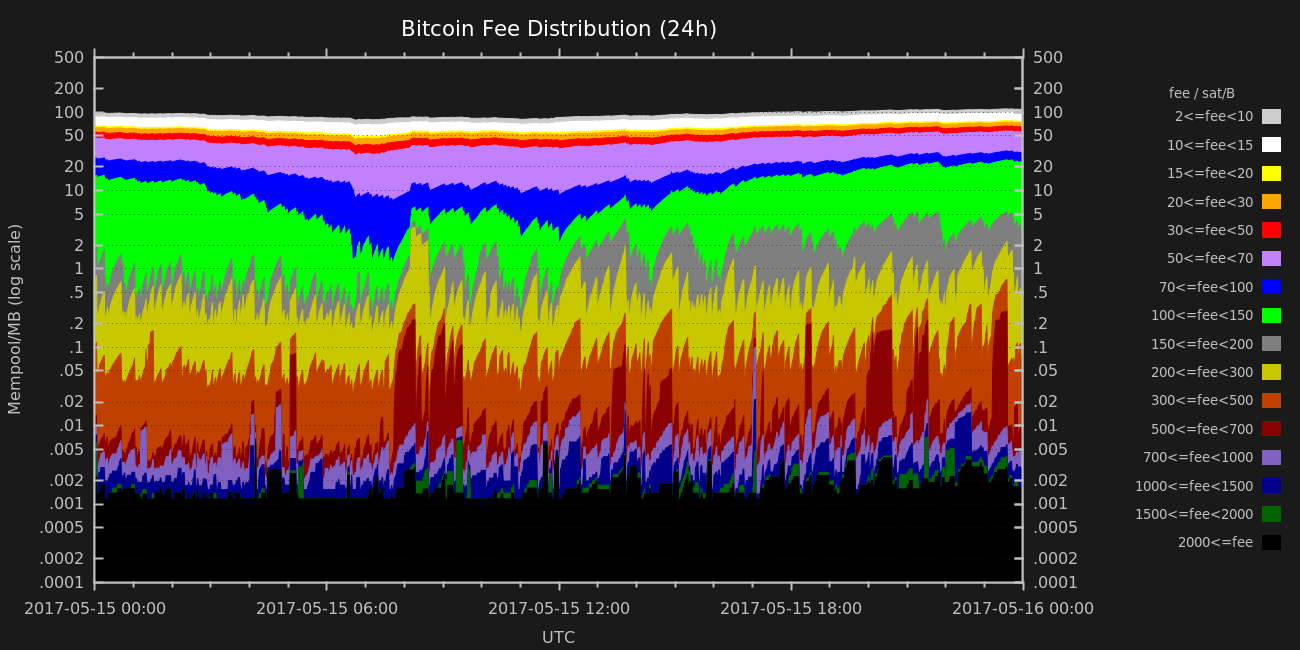 Bitcoin Fee Distribution (24h)
Mempool/MB (log scale)
500
200
100
50
20
10
5
2
1
.5
.2
.1
.05
.02
.01
.005
.002
.001
.0005
.0002
.0001
500
200
100
50
20
10
5
2
1
.5
.2
.1
.05
.02
.01
.005
.002
.001
.0005
.0002
.0001
fee / sat/B
2<=fee<10
10<=fee<15
15<=fee<20
20<=fee<30
30<=fee<50
50<=fee<70
70<=fee<100
100<=fee<150
150<=fee<200
200<=fee<300
300<=fee<500
500<=fee<700
700<=fee<1000
1000<=fee<1500
1500<=fee<2000
2000<=fee
2017-05-15 00:00 2017-05-15 06:00 2017-05-15 12:00 2017-05-15 18:00 2017-05-16 00:00
UTC